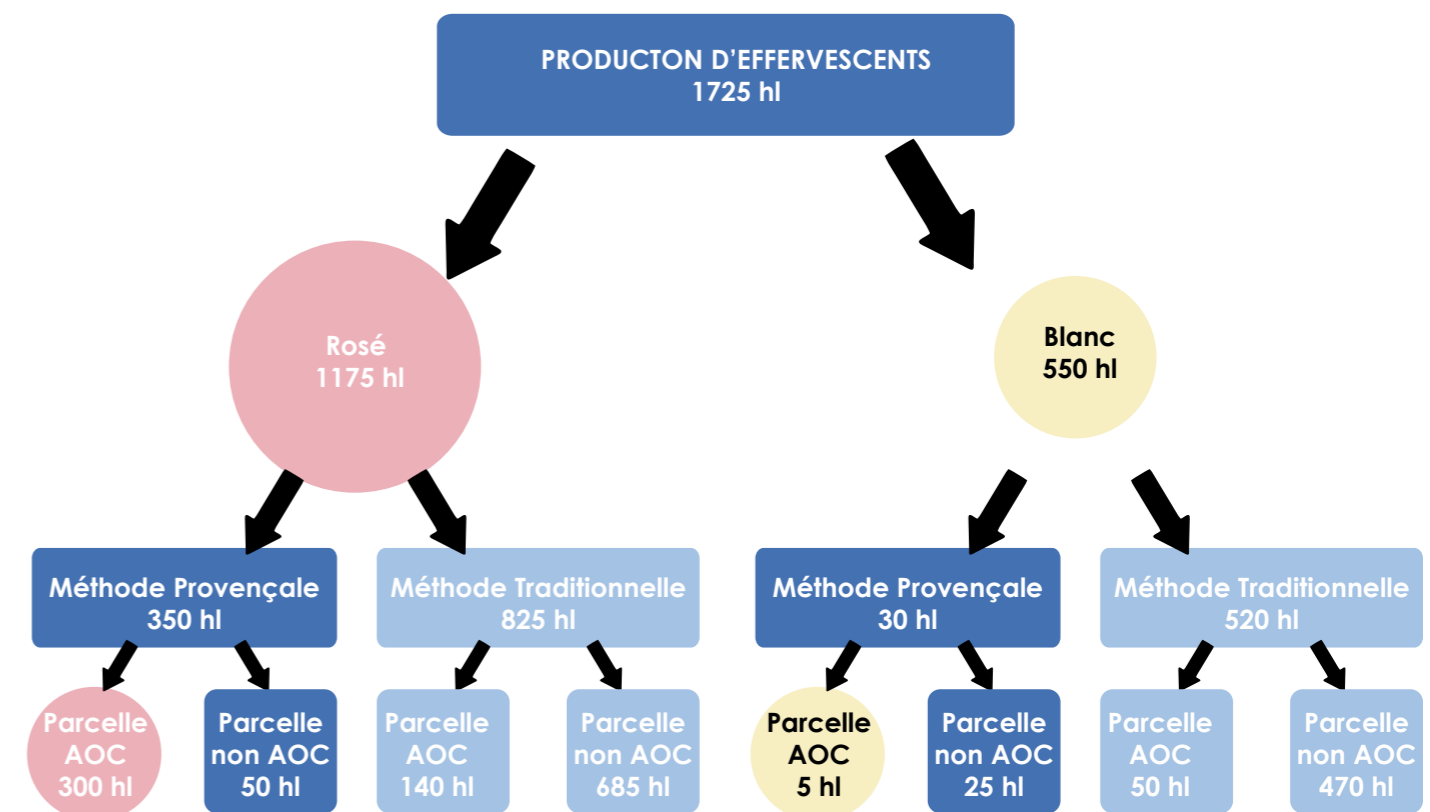 PRODUCTON D’EFFERVESCENTS
1725 hl
Rosé
1175 hl
Blanc
550 hl
Méthode Provençale
350 hl
Méthode Traditionnelle
825 hl
Méthode Provençale
30 hl
Méthode Traditionnelle
520 hl
Parcelle
AOC
300 hl
Parcelle
non AOC
50 hl
Parcelle
AOC
140 hl
Parcelle
non AOC
685 hl
Parcelle
AOC
5 hl
Parcelle
non AOC
25 hl
Parcelle
AOC
50 hl
Parcelle
non AOC
470 hl